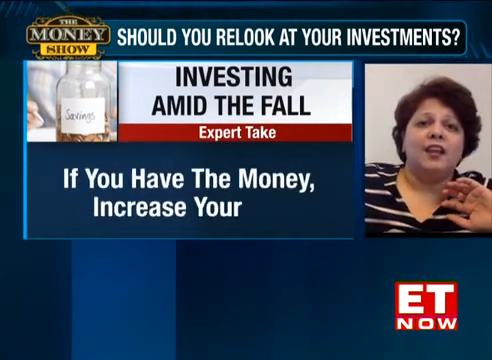 THE
MONEY
SHOW
SHOULD YOU RELOOK AT YOUR INVESTMENTS?
Savings
INVESTING
AMID THE FALL
Expert Take
If You Have The Money,
Increase Your
ET
NOW